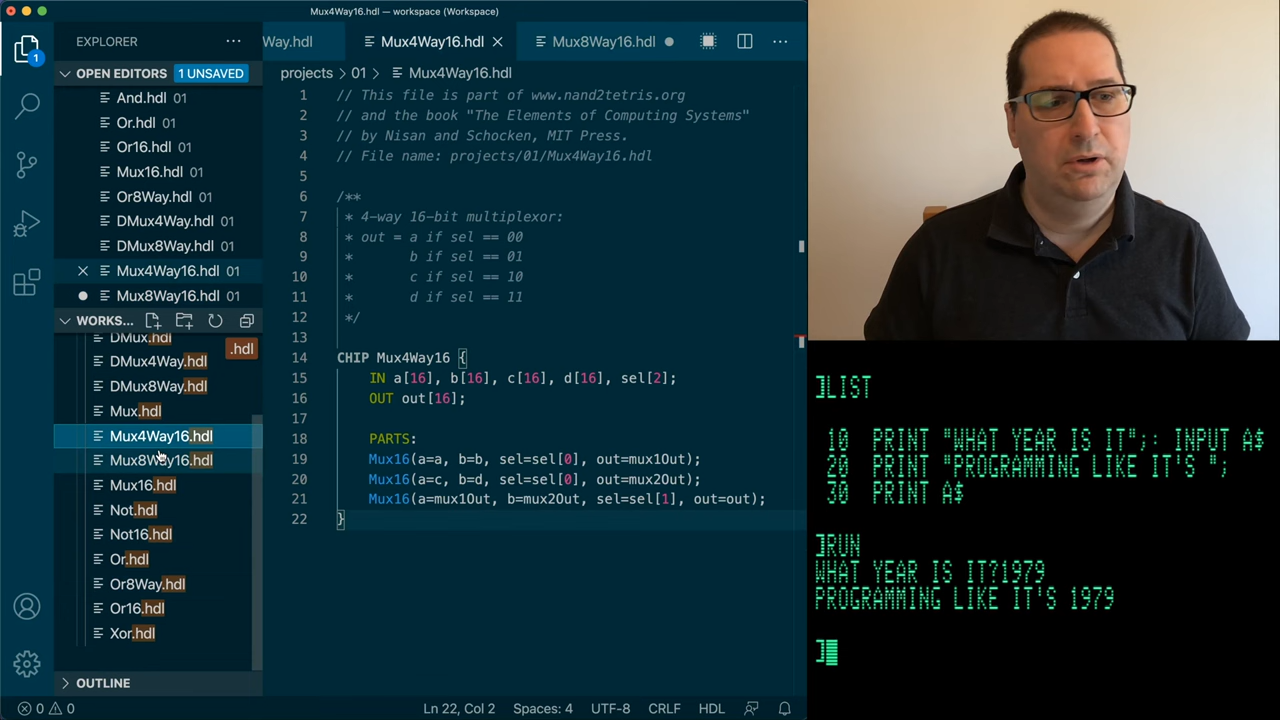 Mux4Way16.hdl — workspace (Workspace)
EXPLORER
Way.hdl
Mux4Way16.hdl
Mux8Way16.hdl
1
OPEN EDITORS 1 UNSAVED
And.hdl 01
Or.hdl 01
Or16.hdl 01
Mux16.hdl 01
Or8Way.hdl 01
DMux4Way.hdl 01
DMux8Way.hdl 01
Mux4Way16.hdl 01
Mux8Way16.hdl 01
WORKS...
.hdl
DMux.hdl
DMux4Way.hdl
DMux8Way.hdl
Mux.hdl
Mux4Way16.hdl
Mux8Way16.hdl
Mux16.hdl
Not.hdl
Not16.hdl
Or.hdl
Or8Way.hdl
Or16.hdl
Xor.hdl
OUTLINE
projects > 01 > Mux4Way16.hdl
1 // This file is part of www.nand2tetris.org
2 // and the book "The Elements of Computing Systems"
3 // by Nisan and Schocken, MIT Press.
4 // File name: projects/01/Mux4Way16.hdl
5
6 /**
7 * 4-way 16-bit multiplexor:
8 * out = a if sel == 00
9 * b if sel == 01
10 * c if sel == 10
11 * d if sel == 11
12 */
13
14 CHIP Mux4Way16 {
15 IN a[16], b[16], c[16], d[16], sel[2];
16 OUT out[16];
17
18 PARTS:
19 Mux16(a=a, b=b, sel=sel[0], out=mux1Out);
20 Mux16(a=c, b=d, sel=sel[0], out=mux2Out);
21 Mux16(a=mux1Out, b=mux2Out, sel=sel[1], out=out);
22 }
0 0 Ln 22, Col 2 Spaces: 4 UTF-8 CRLF HDL
]LIST
10 PRINT "WHAT YEAR IS IT";: INPUT A$
20 PRINT "PROGRAMMING LIKE IT'S ";
30 PRINT A$
]RUN
WHAT YEAR IS IT?1979
PROGRAMMING LIKE IT'S 1979
]